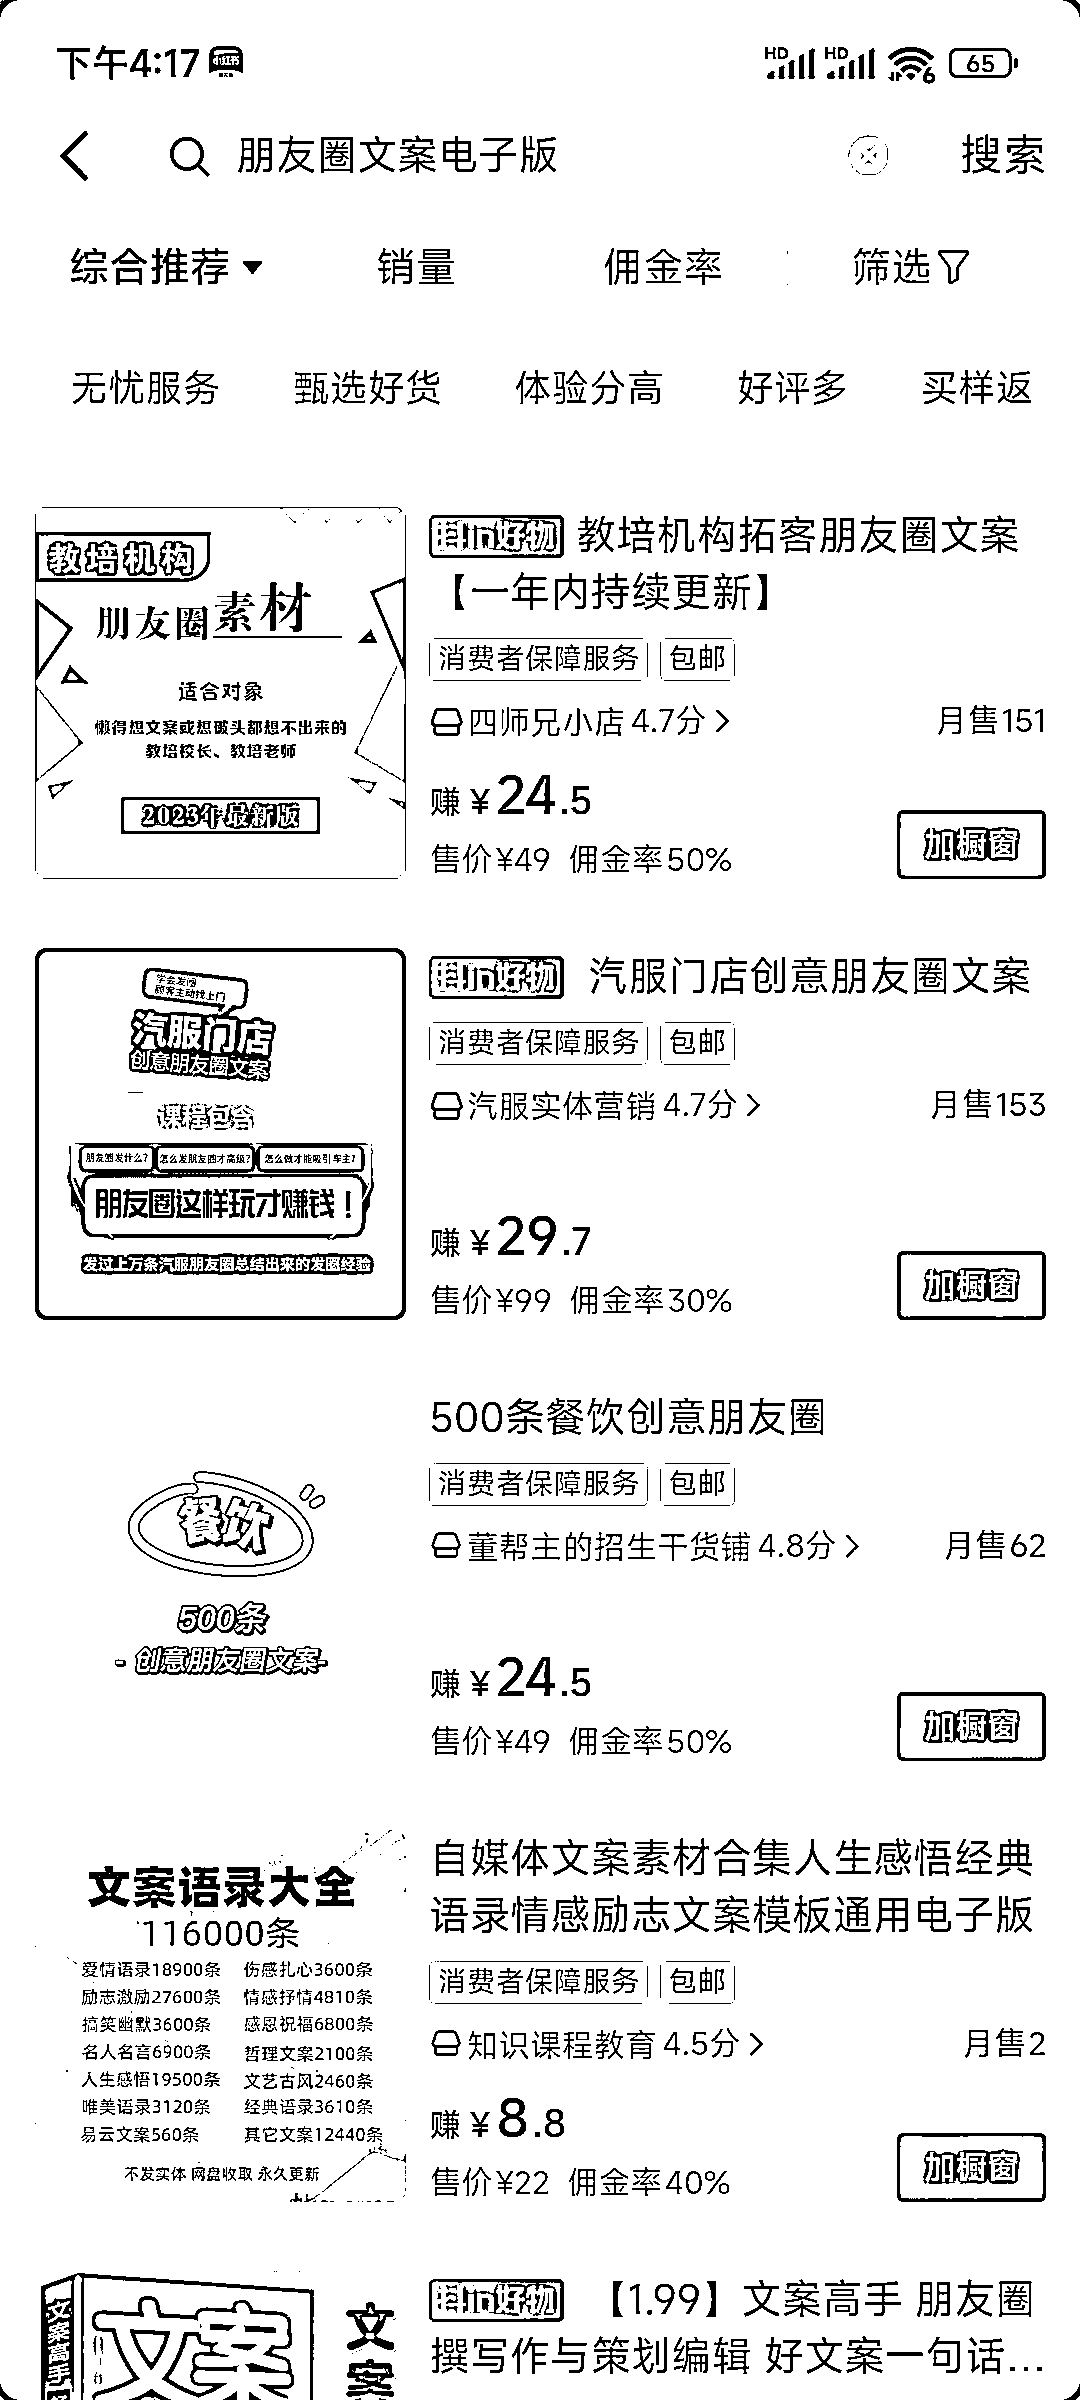 下午4:17
HD HD 6 65
朋友圈文案电子版 搜索
综合推荐 销量 佣金率 筛选
无忧服务 甄选好货 体验分高 好评多 买样返
教培机构
朋友圈素材
适合对象
懒得想文案或想破头都想不出来的
教培校长、教培老师
2023年最新版
抖in好物 教培机构拓客朋友圈文案
【一年内持续更新】
消费者保障服务 包邮
四师兄小店 4.7分 月售151
赚 ¥24.5
售价¥49 佣金率50%
加橱窗
学会发圈
顾客主动找上门
汽服门店
创意朋友圈文案
课程包含
朋友圈发什么? 怎么发朋友圈才高级? 怎么做才能吸引车主?
朋友圈这样玩才赚钱！
发过上万条汽服朋友圈总结出来的发圈经验
抖in好物 汽服门店创意朋友圈文案
消费者保障服务 包邮
汽服实体营销 4.7分 月售153
赚 ¥29.7
售价¥99 佣金率30%
加橱窗
餐饮
500条
- 创意朋友圈文案-
500条餐饮创意朋友圈
消费者保障服务 包邮
董帮主的招生干货铺 4.8分 月售62
赚 ¥24.5
售价¥49 佣金率50%
加橱窗
文案语录大全
116000条
爱情语录18900条 伤感扎心3600条
励志激励27600条 情感抒情4810条
搞笑幽默3600条 感恩祝福6800条
名人名言6900条 哲理文案2100条
人生感悟19500条 文艺古风2460条
唯美语录3120条 经典语录3610条
易云文案560条 其它文案12440条
不发实体 网盘收取 永久更新
自媒体文案素材合集人生感悟经典
语录情感励志文案模板通用电子版
消费者保障服务 包邮
知识课程教育 4.5分 月售2
赚 ¥8.8
售价¥22 佣金率40%
加橱窗
文案高手
文案
文案
抖in好物 【1.99】文案高手 朋友圈
撰写作与策划编辑 好文案一句话...